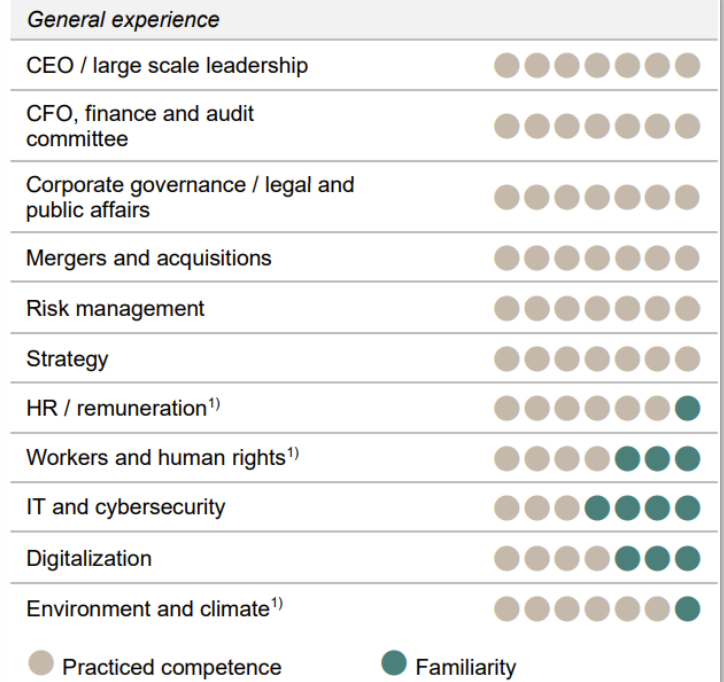 General experience
CEO / large scale leadership
CFO, finance and audit
committee
Corporate governance / legal and
public affairs
Mergers and acquisitions
Risk management
Strategy
HR / remuneration¹⁾
Workers and human rights¹⁾
IT and cybersecurity
Digitalization
Environment and climate¹⁾
Practiced competence Familiarity